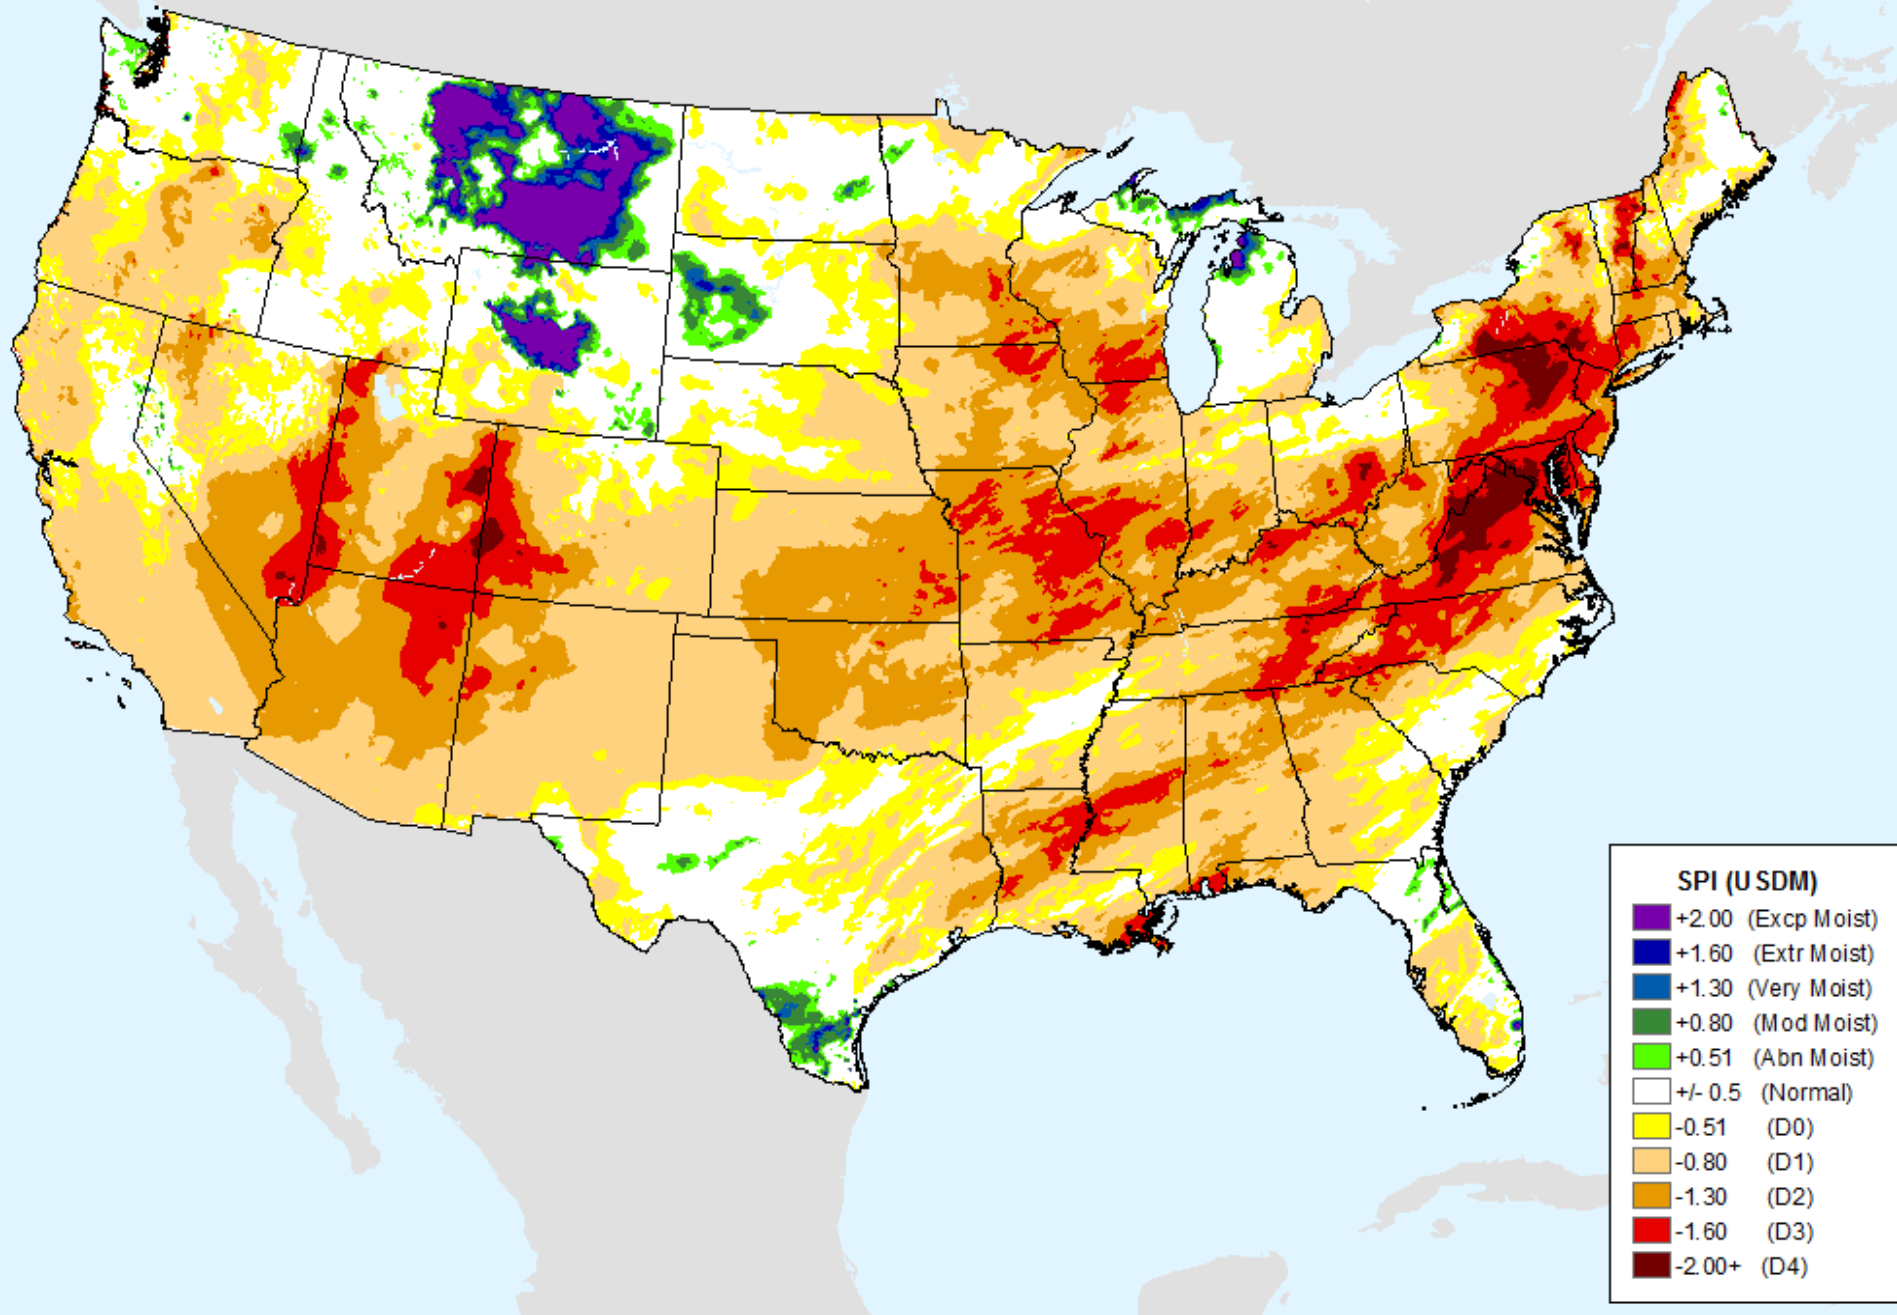 SPI (USDM)
+2.00 (Excp Moist)
+1.60 (Extr Moist)
+1.30 (Very Moist)
+0.80 (Mod Moist)
+0.51 (Abn Moist)
+/- 0.5 (Normal)
-0.51 (D0)
-0.80 (D1)
-1.30 (D2)
-1.60 (D3)
-2.00+ (D4)